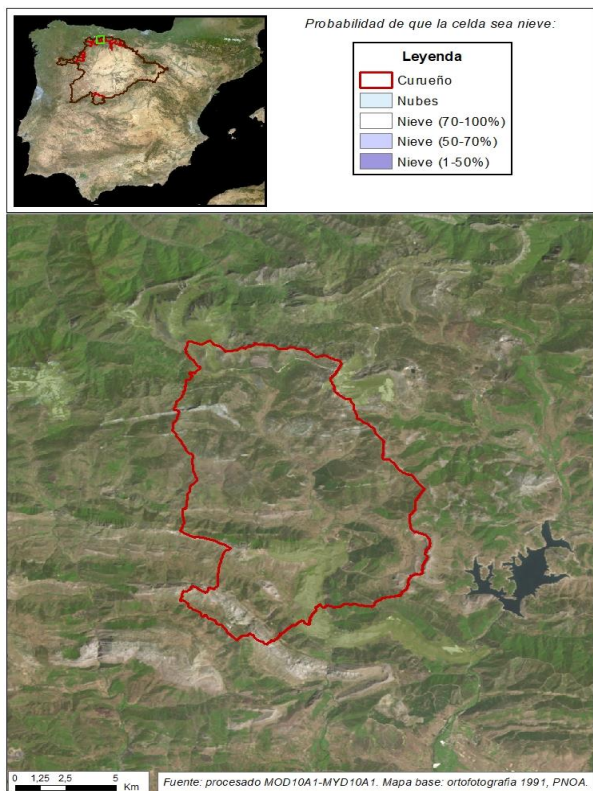 Probabilidad de que la celda sea nieve:
Leyenda
Curueño
Nubes
Nieve (70-100%)
Nieve (50-70%)
Nieve (1-50%)
0 1,25 2,5 5
Km
Fuente: procesado MOD10A1-MYD10A1. Mapa base: ortofotografia 1991, PNOA.